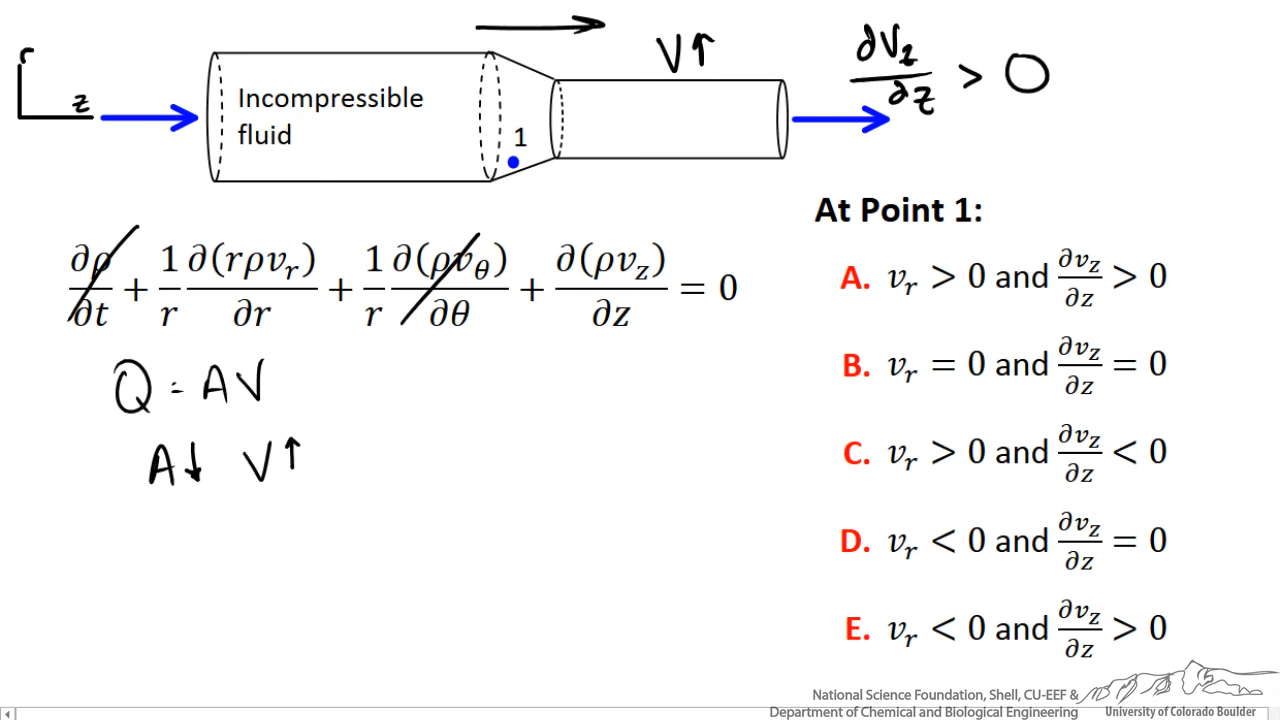 r
z
Incompressible
fluid
1
V↑
∂V_z/∂z > 0
∂ρ/∂t + 1/r ∂(rρv_r)/∂r + 1/r ∂(ρv_θ)/∂θ + ∂(ρv_z)/∂z = 0
Q = AV
A↓ V↑
At Point 1:
A. v_r > 0 and ∂v_z/∂z > 0
B. v_r = 0 and ∂v_z/∂z = 0
C. v_r > 0 and ∂v_z/∂z < 0
D. v_r < 0 and ∂v_z/∂z = 0
E. v_r < 0 and ∂v_z/∂z > 0
National Science Foundation, Shell, CU-EEF &
Department of Chemical and Biological Engineering
University of Colorado Boulder